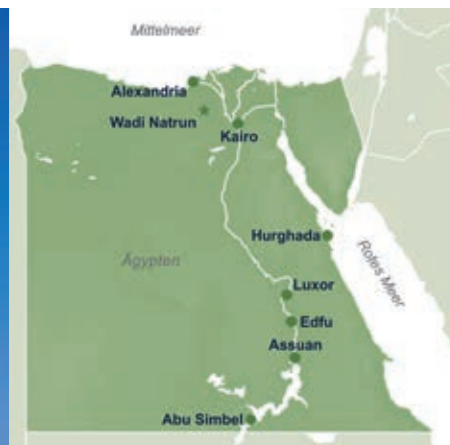 Mittelmeer
Alexandria
Wadi Natrun
Kairo
Hurghada
Ägypten
Rotes Meer
Luxor
Edfu
Assuan
Abu Simbel